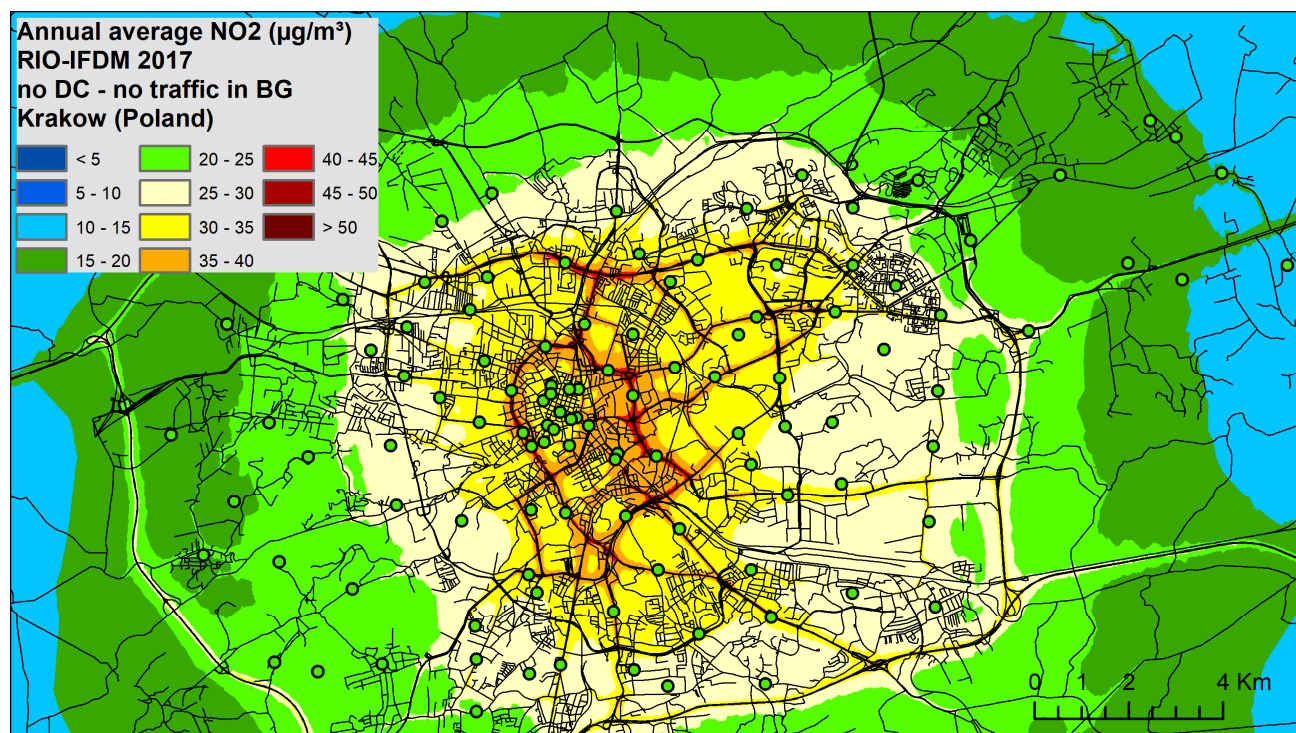 Annual average NO2 (µg/m³)
RIO-IFDM 2017
no DC - no traffic in BG
Krakow (Poland)
< 5
20 - 25
40 - 45
5 - 10
25 - 30
45 - 50
10 - 15
30 - 35
> 50
15 - 20
35 - 40
0 1 2 4 Km